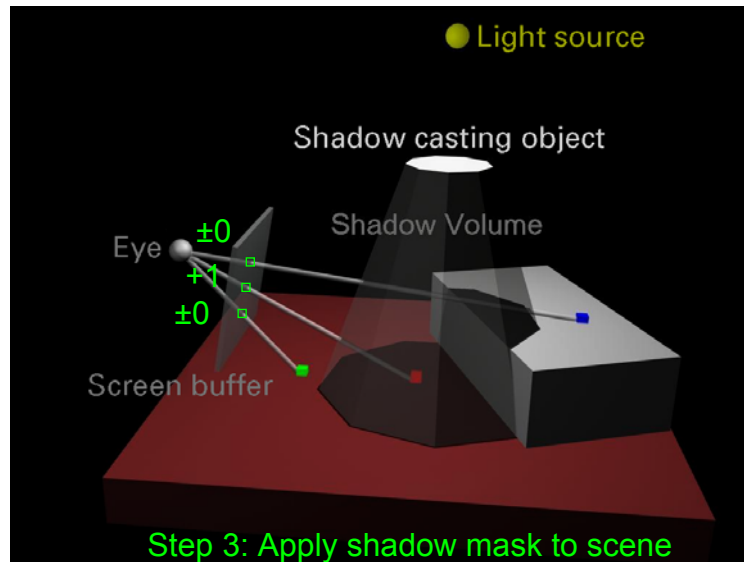 Light source
Shadow casting object
Shadow Volume
±0
Eye
+1
±0
Screen buffer
Step 3: Apply shadow mask to scene